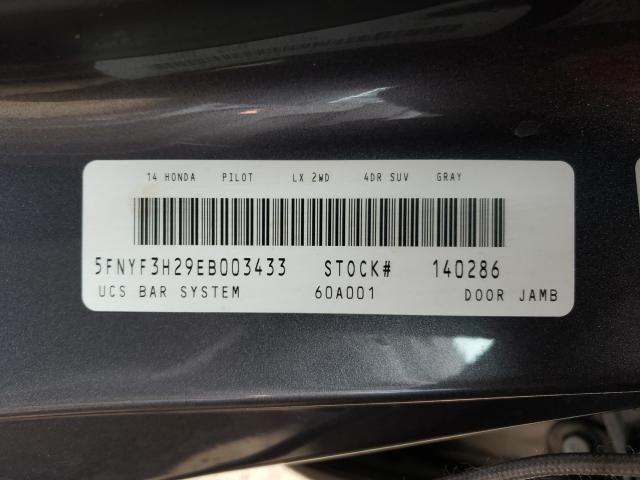 14 HONDA PILOT LX 2WD 4DR SUV GRAY
5FNYF3H29EB003433 STOCK# 140286
UCS BAR SYSTEM 60A001 DOOR JAMB